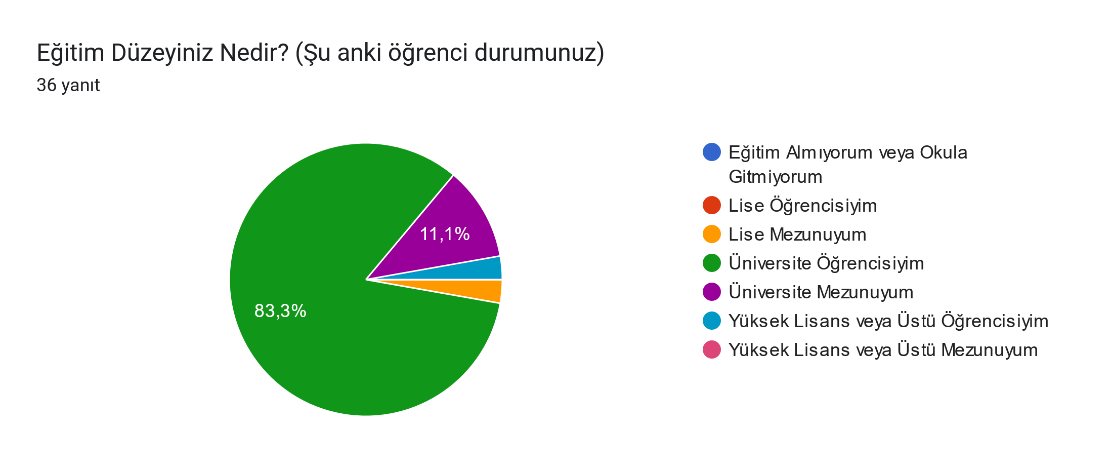 Eğitim Düzeyiniz Nedir? (Şu anki öğrenci durumunuz)
36 yanıt
Eğitim Almıyorum veya Okula
Gitmiyorum
Lise Öğrencisiyim
Lise Mezunuyum
Üniversite Öğrencisiyim
Üniversite Mezunuyum
Yüksek Lisans veya Üstü Öğrencisiyim
Yüksek Lisans veya Üstü Mezunuyum
11,1%
83,3%